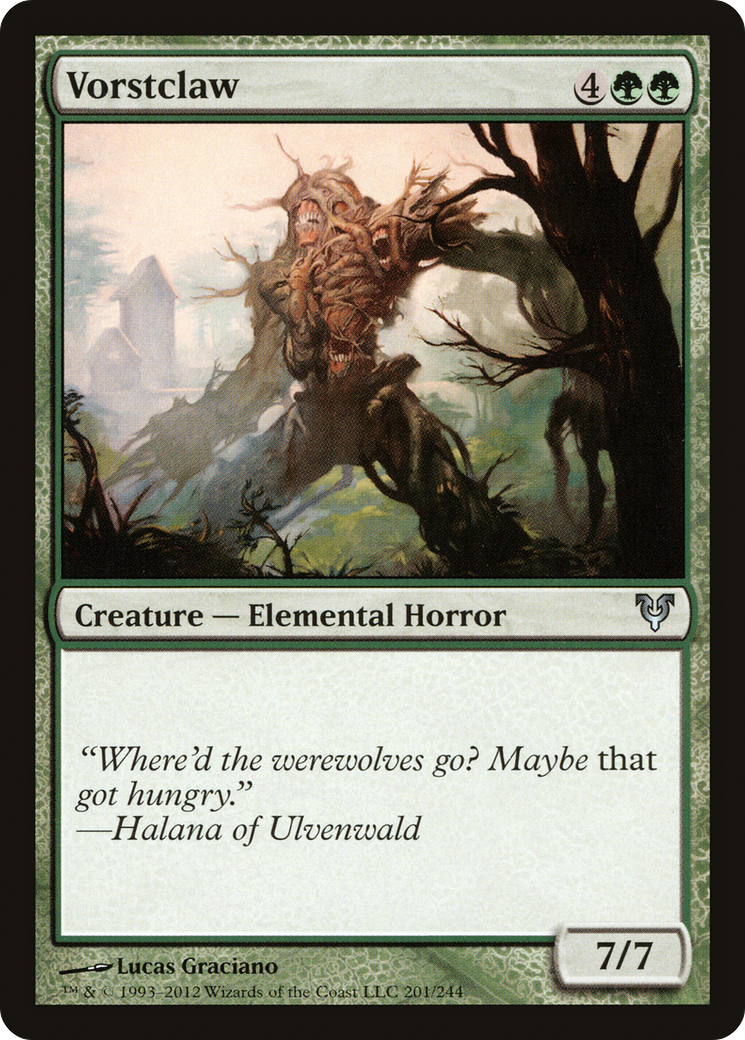 Vorstclaw 4
Creature — Elemental Horror
“Where’d the werewolves go? Maybe that
got hungry.”
—Halana of Ulvenwald
7/7
Lucas Graciano
™ & © 1993–2012 Wizards of the Coast LLC 201/244